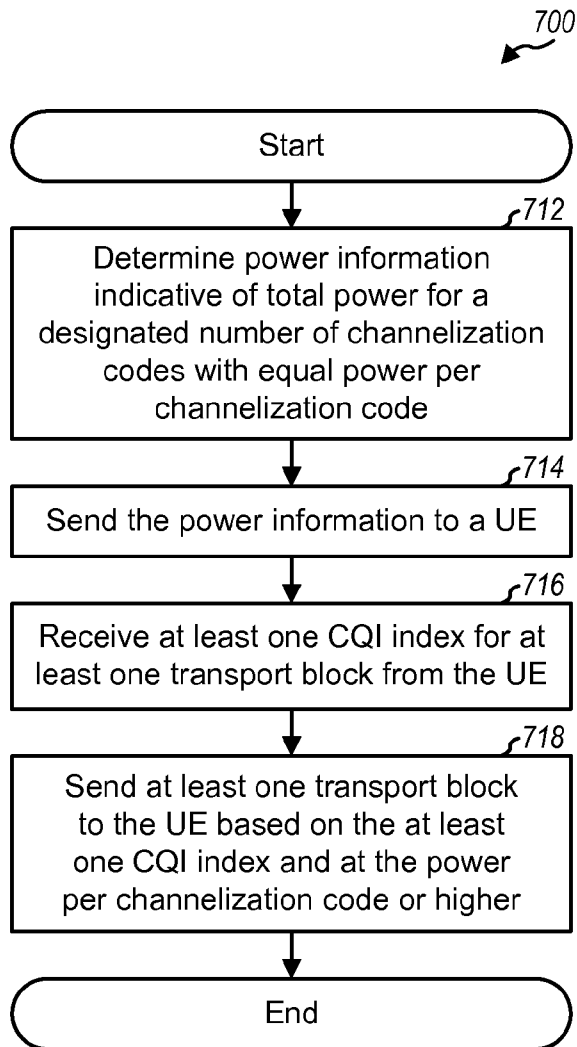 700
Start
712
Determine power information
indicative of total power for a
designated number of channelization
codes with equal power per
channelization code
714
Send the power information to a UE
716
Receive at least one CQI index for at
least one transport block from the UE
718
Send at least one transport block
to the UE based on the at least
one CQI index and at the power
per channelization code or higher
End